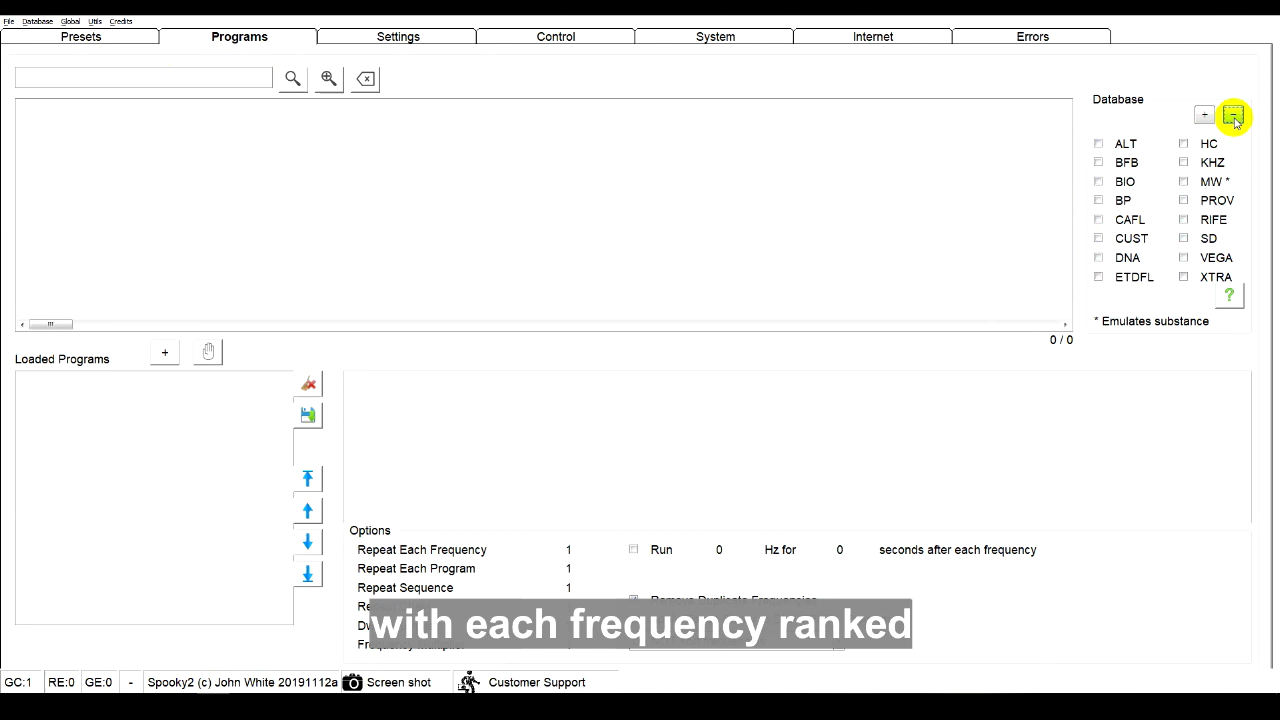 File Database Global Utils Credits
Presets Programs Settings Control System Internet Errors
Database
+ -
ALT HC
BFB KHZ
BIO MW *
BP PROV
CAFL RIFE
CUST SD
DNA VEGA
ETDFL XTRA
?
* Emulates substance
0 / 0
Loaded Programs +
Options
Repeat Each Frequency 1
Run 0 Hz for 0 seconds after each frequency
Repeat Each Program 1
Repeat Sequence 1
Remove Duplicate Frequencies
with each frequency ranked
Frequency Multiplier
GC:1 RE:0 GE:0 - Spooky2 (c) John White 20191112a Screen shot Customer Support